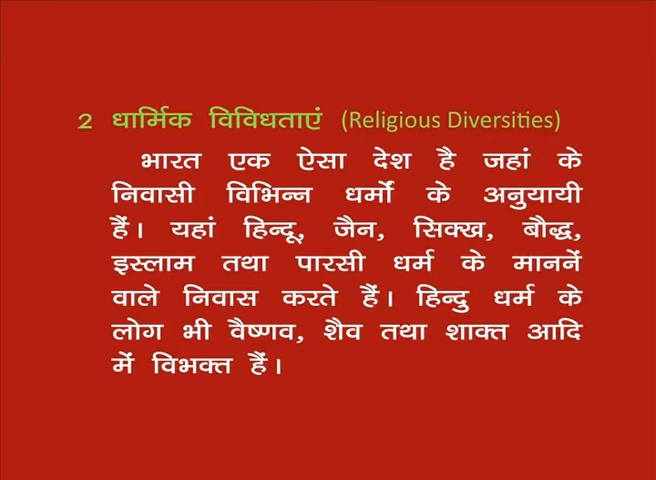 2 धार्मिक विविधताएं (Religious Diversities)
भारत एक ऐसा देश है जहां के
निवासी विभिन्न धर्मों के अनुयायी
हैं। यहां हिन्दू, जैन, सिक्ख, बौद्ध,
इस्लाम तथा पारसी धर्म के माननें
वाले निवास करते हैं। हिन्दु धर्म के
लोग भी वैष्णव, शैव तथा शाक्त आदि
में विभक्त हैं।